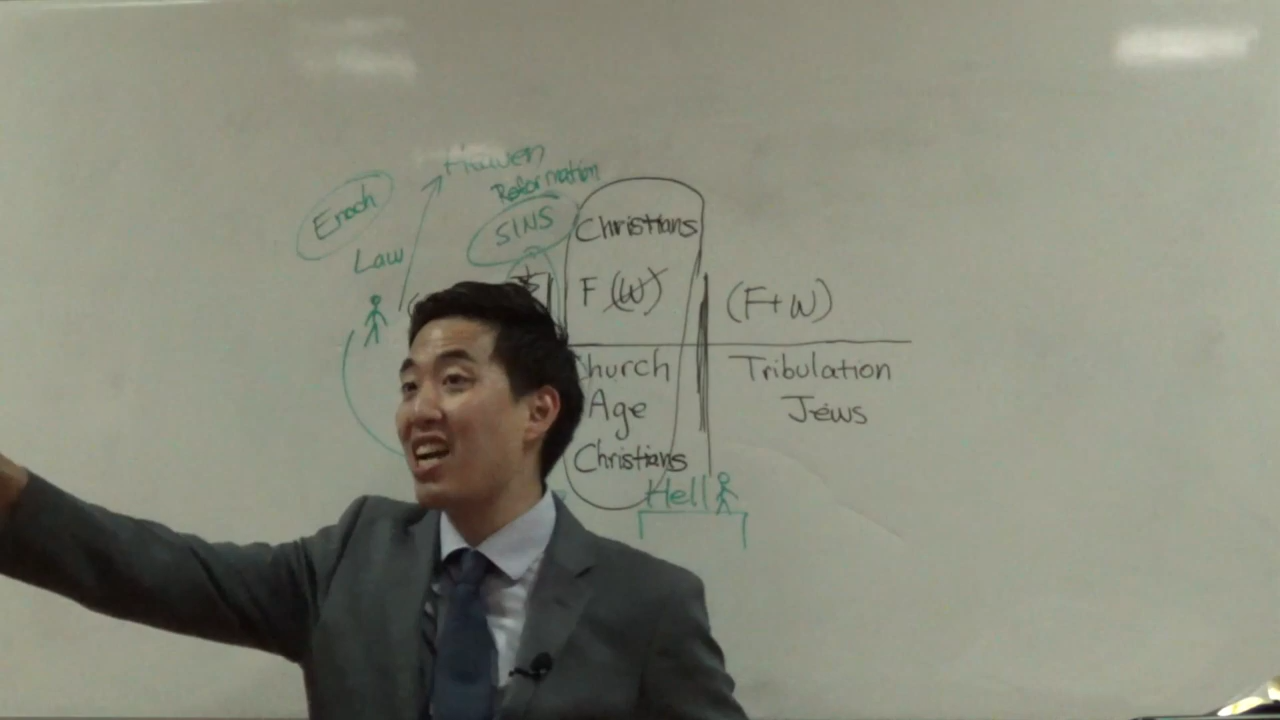 Heaven
Reformation
Enoch
SINS
Christians
Law
F (W)
(F+W)
Church
Age
Christians
Tribulation
Jews
Hell